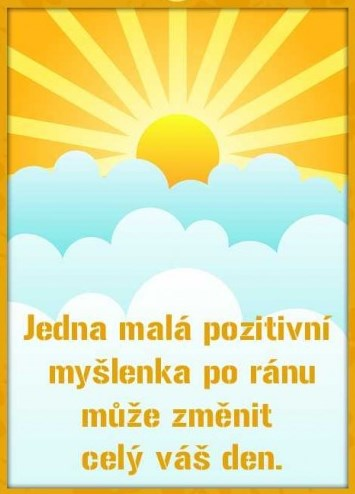 Jedna malá pozitivní
myšlenka po ránu
může změnit
celý váš den.